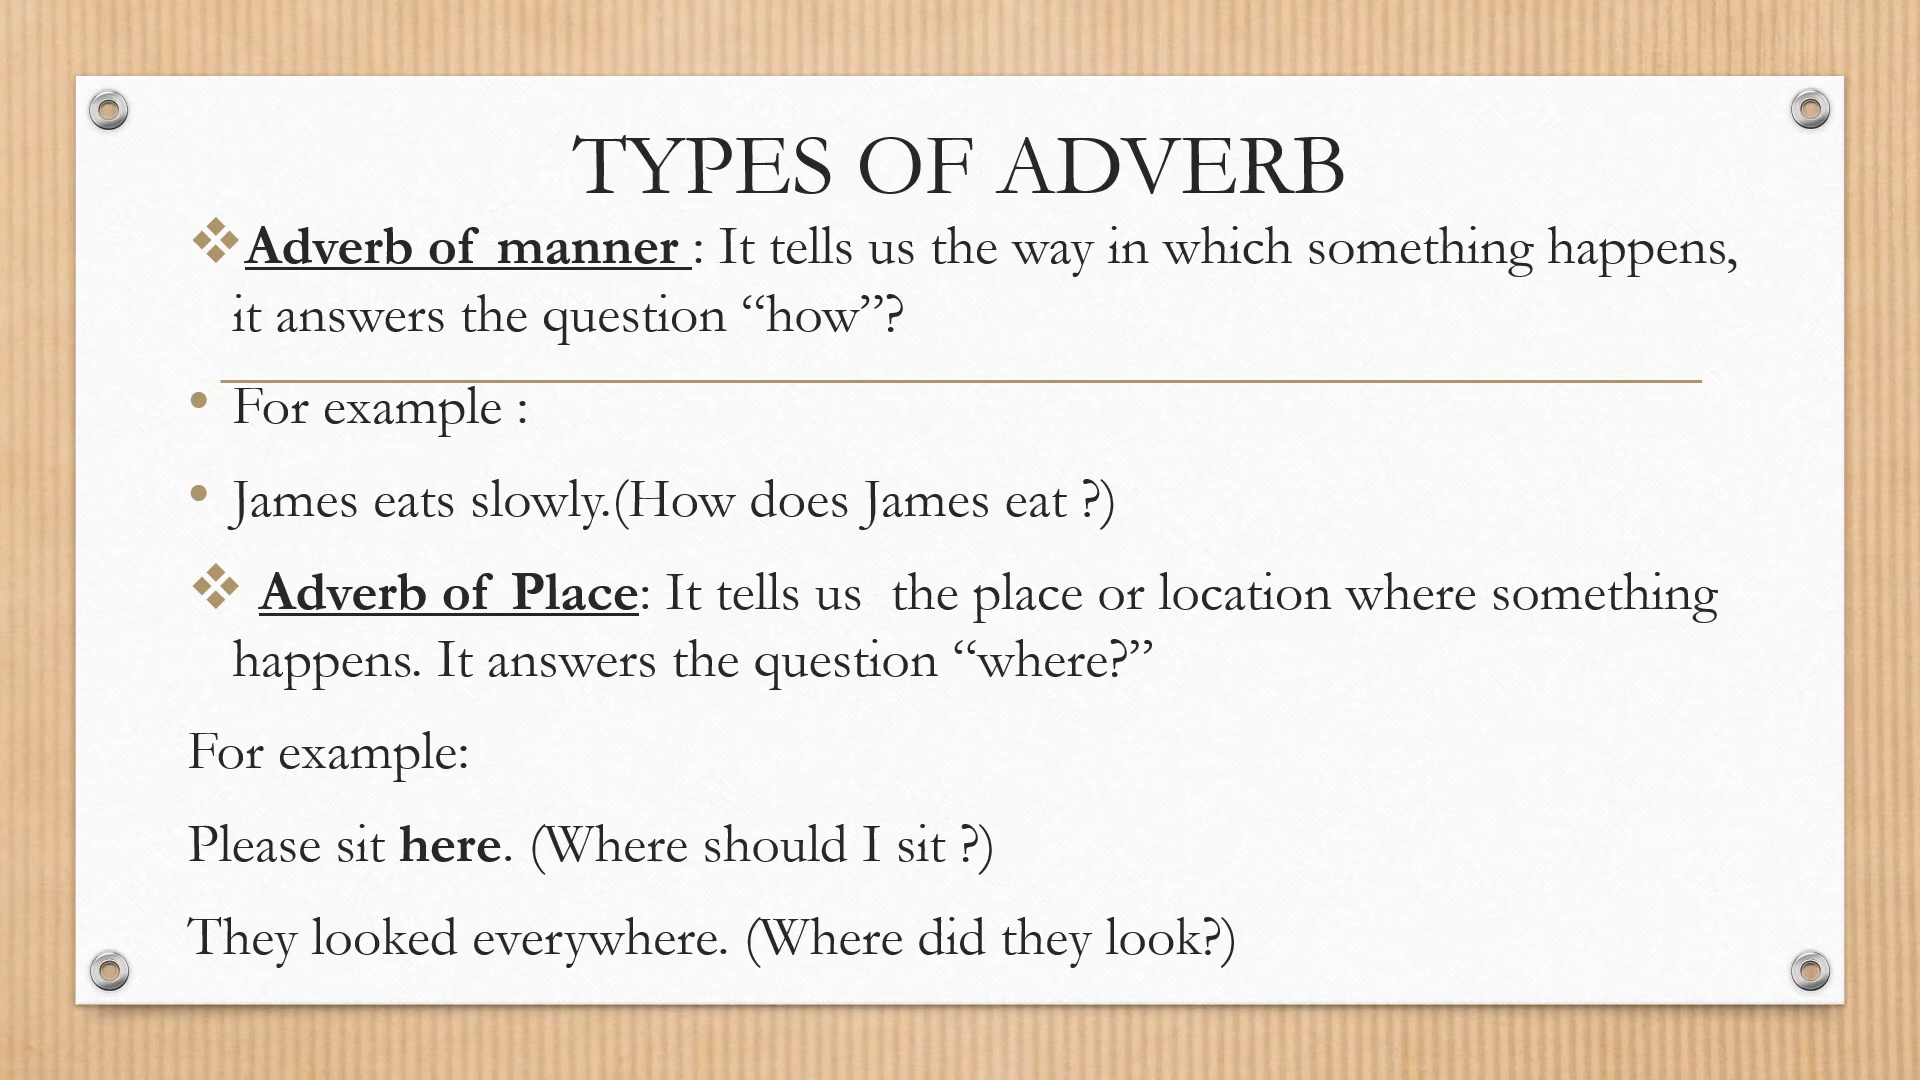 TYPES OF ADVERB
❖Adverb of manner : It tells us the way in which something happens,
it answers the question “how”?
• For example :
• James eats slowly.(How does James eat ?)
❖ Adverb of Place: It tells us  the place or location where something
happens. It answers the question “where?”
For example:
Please sit here. (Where should I sit ?)
They looked everywhere. (Where did they look?)